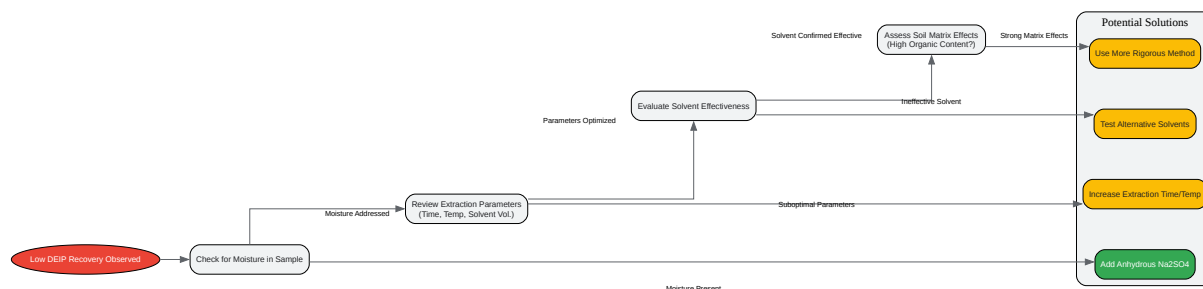 Potential Solutions
Solvent Confirmed Effective
Assess Soil Matrix Effects
(High Organic Content?)
Strong Matrix Effects
Use More Rigorous Method
Evaluate Solvent Effectiveness
Ineffective Solvent
Parameters Optimized
Test Alternative Solvents
Review Extraction Parameters
(Time, Temp, Solvent Vol.)
Moisture Addressed
Suboptimal Parameters
Increase Extraction Time/Temp
Low DEIP Recovery Observed
Check for Moisture in Sample
Add Anhydrous Na2SO4
Moisture Present